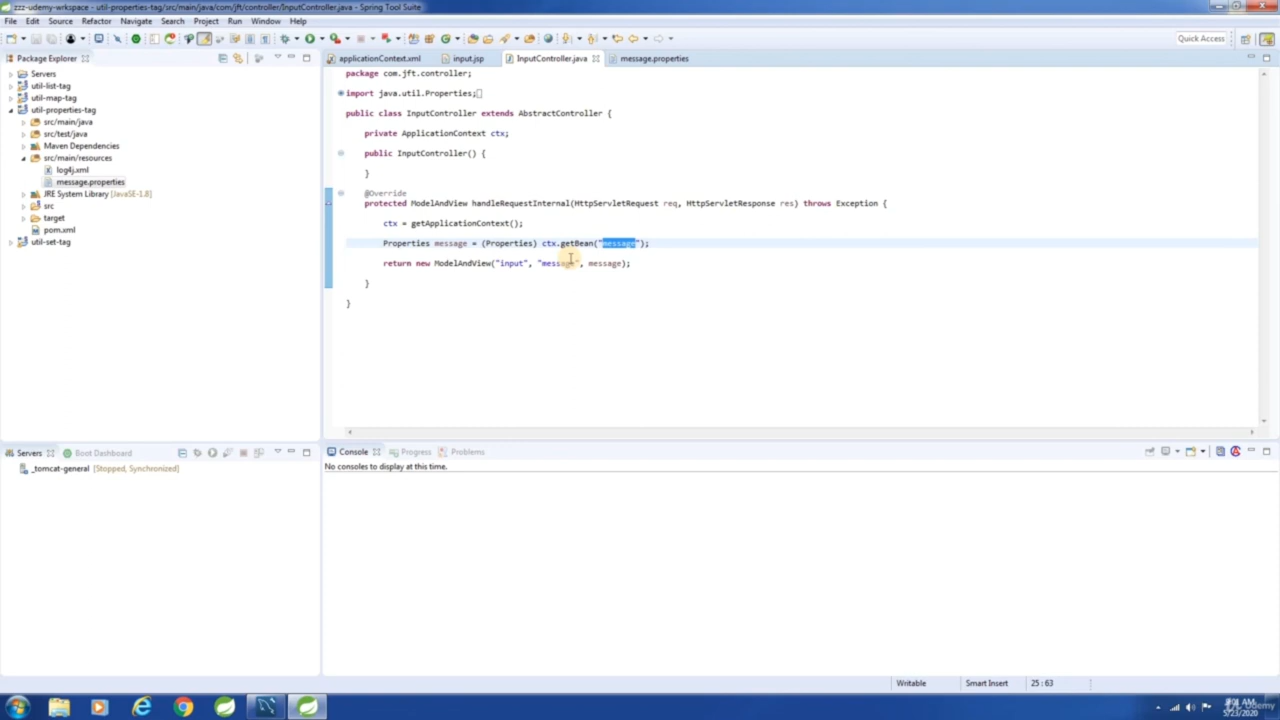 zzz-udemy-wrkspace - util-properties-tag/src/main/java/com/jft/controller/InputController.java - Spring Tool Suite
File Edit Source Refactor Navigate Search Project Run Window Help
Quick Access
Package Explorer
applicationContext.xml input.jsp InputController.java message.properties
Servers
util-list-tag
util-map-tag
util-properties-tag
src/main/java
src/test/java
Maven Dependencies
src/main/resources
log4j.xml
message.properties
JRE System Library [JavaSE-1.8]
src
target
pom.xml
util-set-tag
package com.jft.controller;
import java.util.Properties;
public class InputController extends AbstractController {
private ApplicationContext ctx;
public InputController() {
}
@Override
protected ModelAndView handleRequestInternal(HttpServletRequest req, HttpServletResponse res) throws Exception {
ctx = getApplicationContext();
Properties message = (Properties) ctx.getBean("message");
return new ModelAndView("input", "message", message);
}
}
Servers Boot Dashboard
_tomcat-general [Stopped, Synchronized]
Console Progress Problems
No consoles to display at this time.
Writable Smart Insert 25 : 63
Udemy
5/23/2020